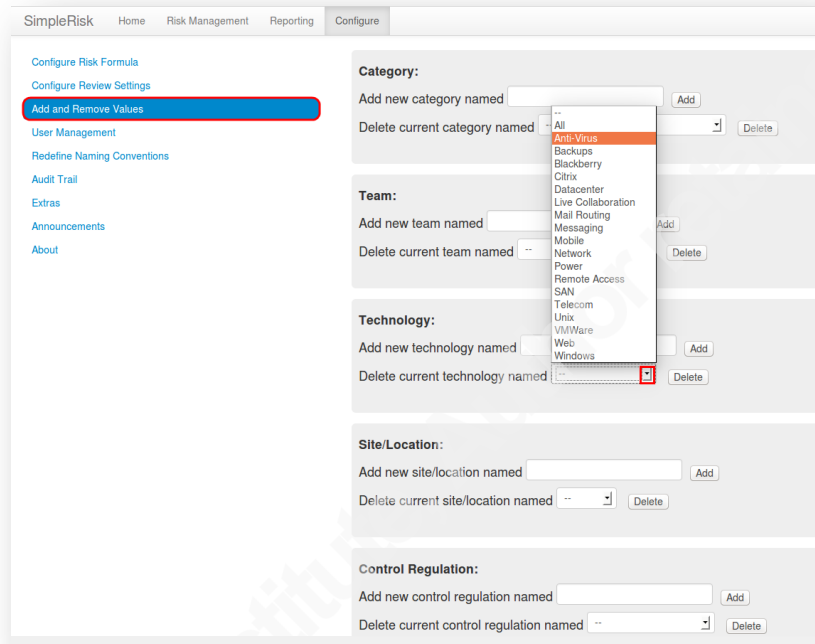 SimpleRisk Home Risk Management Reporting Configure
Configure Risk Formula
Configure Review Settings
Add and Remove Values
User Management
Redefine Naming Conventions
Audit Trail
Extras
Announcements
About
Category:
Add new category named Add
Delete current category named -- Delete
Team:
Add new team named Add
Delete current team named -- Delete
Technology:
Add new technology named Add
--
All
Anti-Virus
Backups
Blackberry
Citrix
Datacenter
Live Collaboration
Mail Routing
Messaging
Mobile
Network
Power
Remote Access
SAN
Telecom
Unix
VMWare
Web
Windows
Delete current technology named -- Delete
Site/Location:
Add new site/location named Add
Delete current site/location named -- Delete
Control Regulation:
Add new control regulation named Add
Delete current control regulation named -- Delete